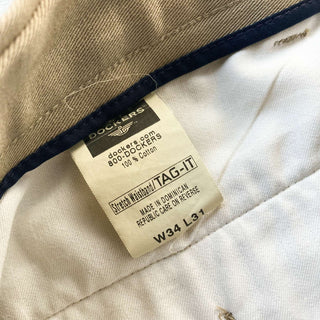 DOCKERS
dockers.com
800-DOCKERS
100 % Cotton
Stretch Waistband/TAG-IT
MADE IN DOMINICAN
REPUBLIC CARE ON REVERSE
W34 L31